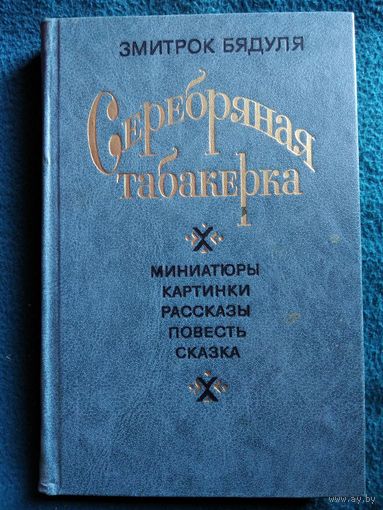 ЗМИТРОК БЯДУЛЯ
Серебряная
табакерка
МИНИАТЮРЫ
КАРТИНКИ
РАССКАЗЫ
ПОВЕСТЬ
СКАЗКА
www.ay.by